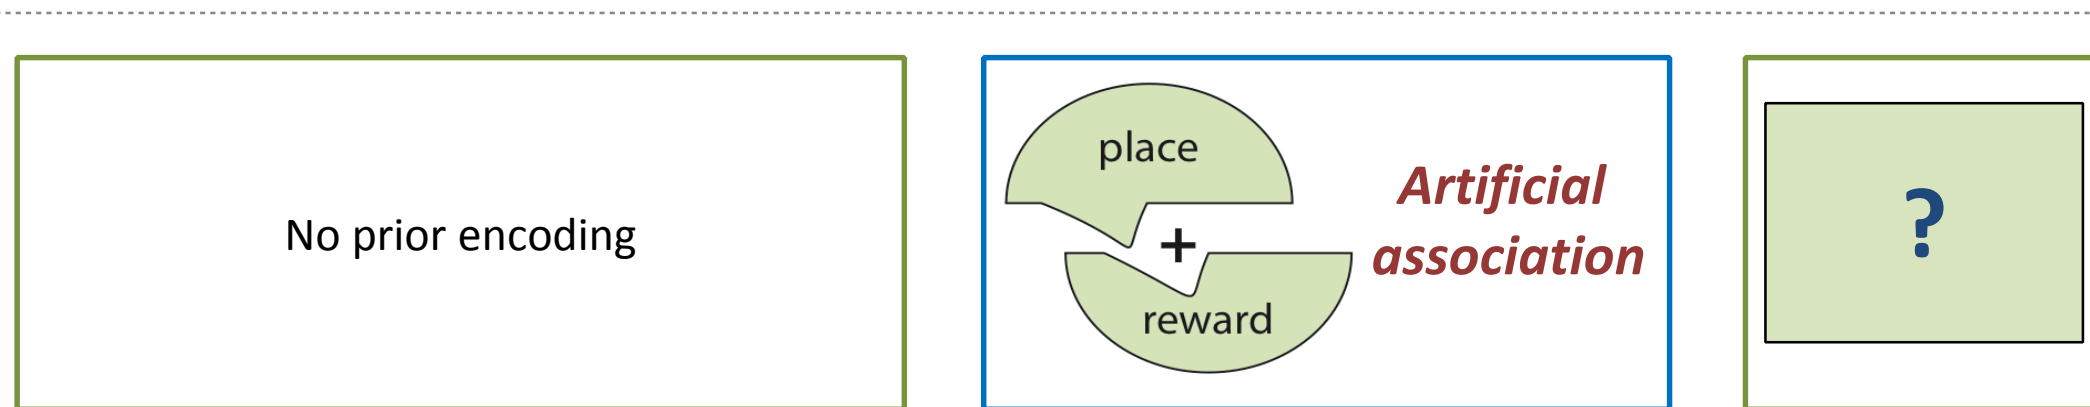 No prior encoding
place
+
reward
Artificial
association
?